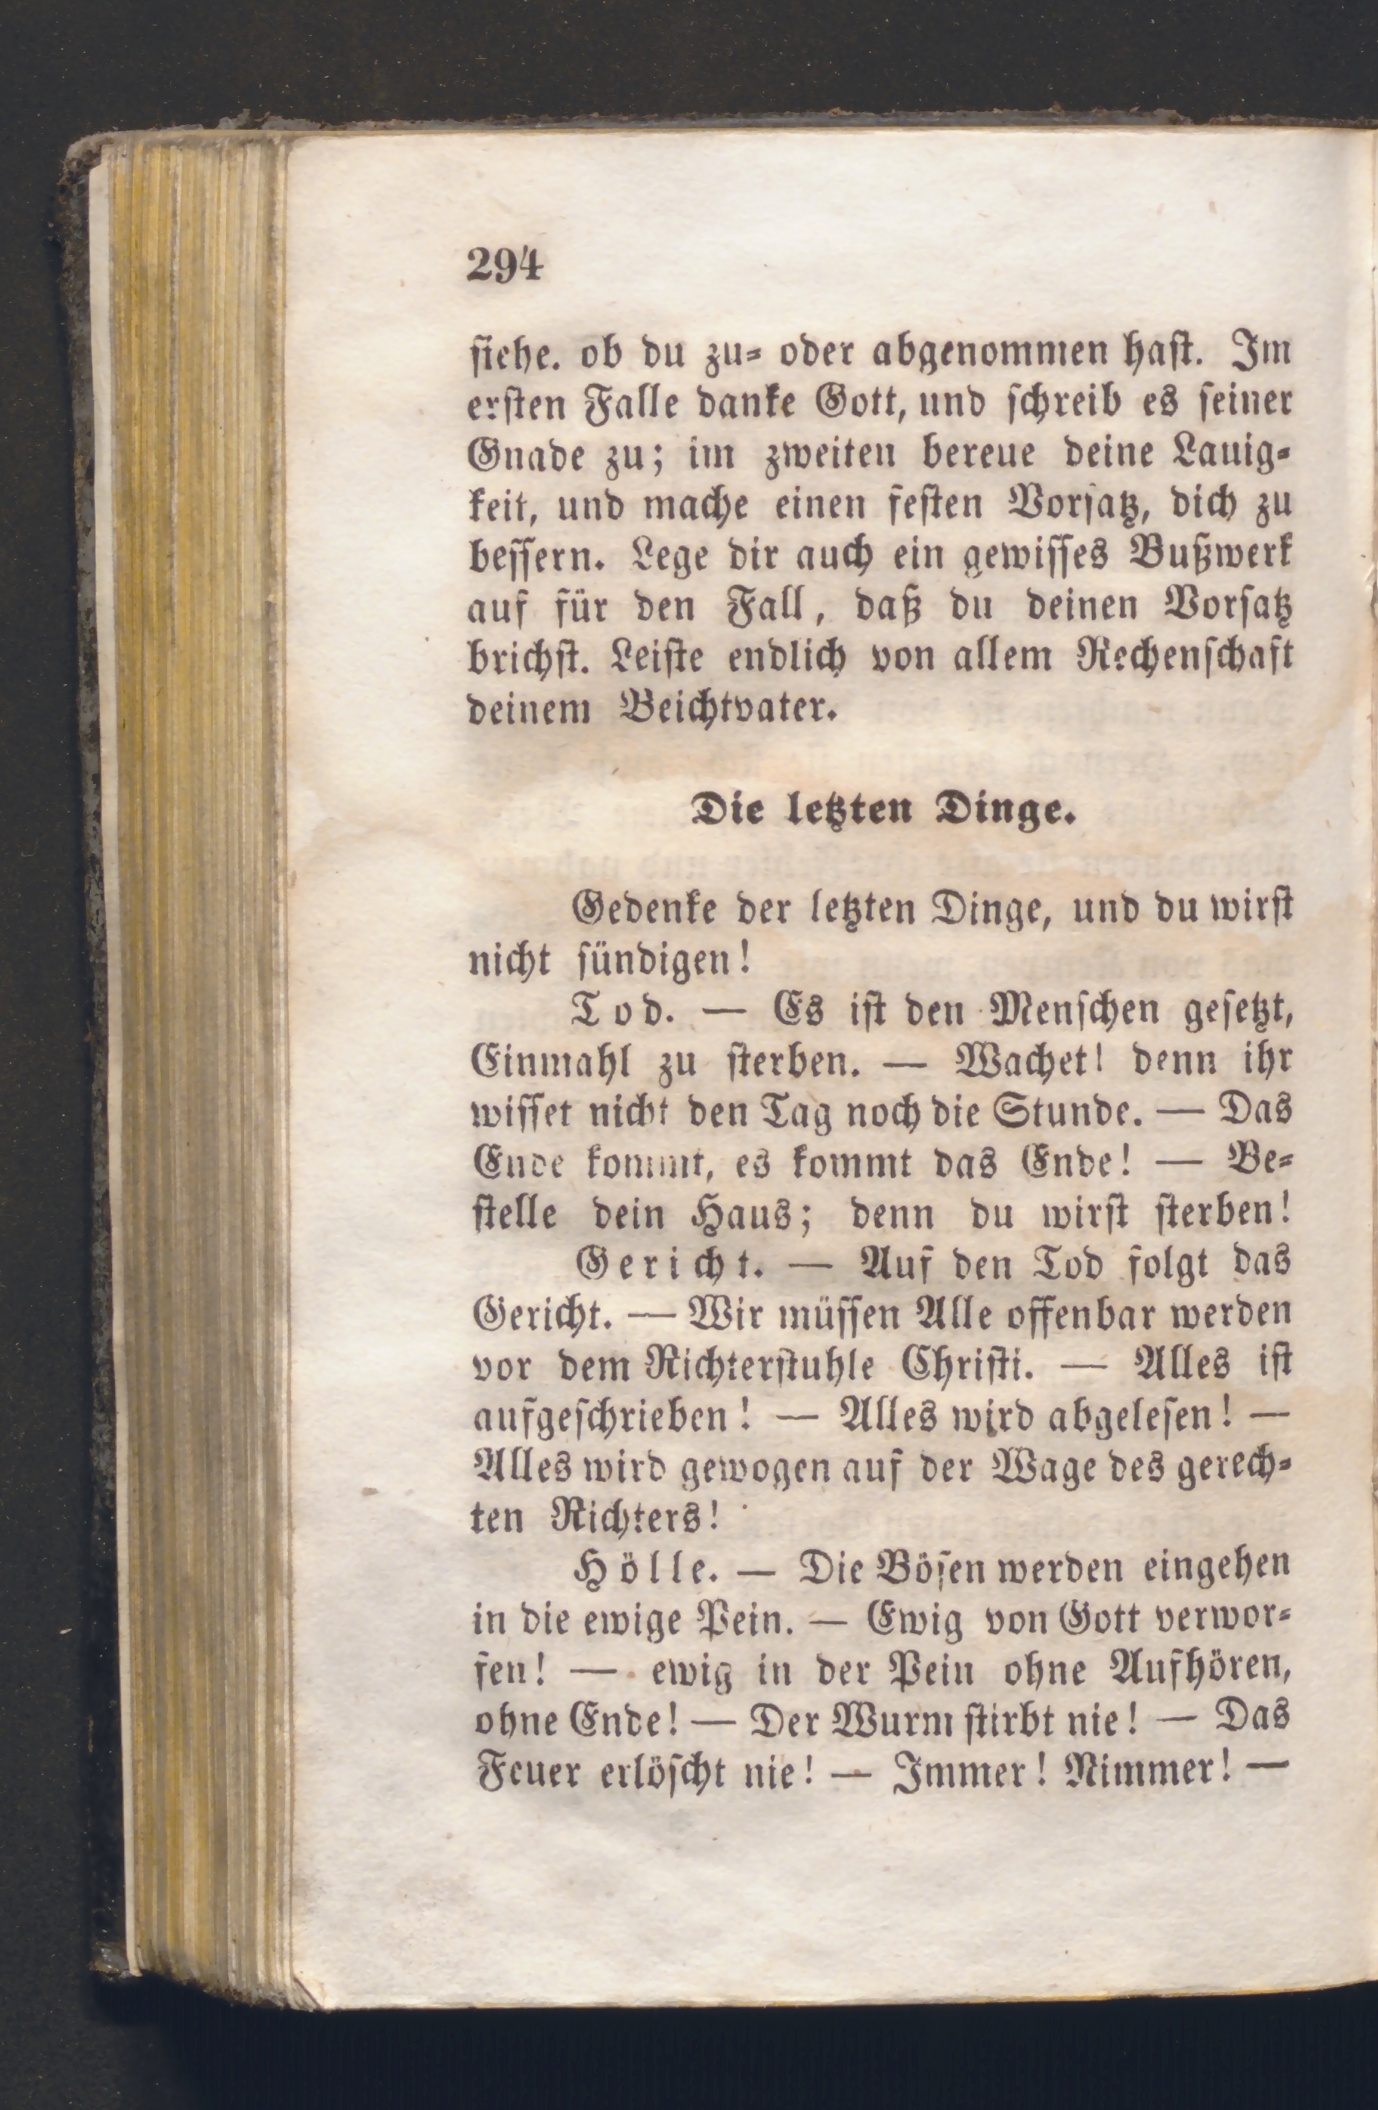 294
siehe. ob du zu- oder abgenommen hast. Im
ersten Falle danke Gott, und schreib es seiner
Gnade zu; im zweiten bereue deine Lauig-
keit, und mache einen festen Vorsatz, dich zu
bessern. Lege dir auch ein gewisses Bußwerk
auf für den Fall, daß du deinen Vorsatz
brichst. Leiste endlich von allem Rechenschaft
deinem Beichtvater.
Die letzten Dinge.
Gedenke der letzten Dinge, und du wirst
nicht sündigen!
Tod. — Es ist den Menschen gesetzt,
Einmahl zu sterben. — Wachet! denn ihr
wisset nicht den Tag noch die Stunde. — Das
Ende kommt, es kommt das Ende! — Be-
stelle dein Haus; denn du wirst sterben!
Gericht. — Auf den Tod folgt das
Gericht. — Wir müssen Alle offenbar werden
vor dem Richterstuhle Christi. — Alles ist
aufgeschrieben! — Alles wird abgelesen! —
Alles wird gewogen auf der Wage des gerech-
ten Richters!
Hölle. — Die Bösen werden eingehen
in die ewige Pein. — Ewig von Gott verwor-
fen! — ewig in der Pein ohne Aufhören,
ohne Ende! — Der Wurm stirbt nie! — Das
Feuer erlöscht nie! — Immer! Nimmer! —